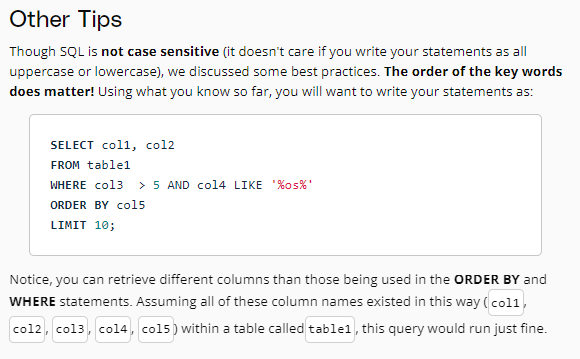 Other Tips
Though SQL is not case sensitive (it doesn't care if you write your statements as all
uppercase or lowercase), we discussed some best practices. The order of the key words
does matter! Using what you know so far, you will want to write your statements as:
SELECT col1, col2
FROM table1
WHERE col3  > 5 AND col4 LIKE '%os%'
ORDER BY col5
LIMIT 10;
Notice, you can retrieve different columns than those being used in the ORDER BY and
WHERE statements. Assuming all of these column names existed in this way (col1,
col2, col3, col4, col5) within a table called table1, this query would run just fine.